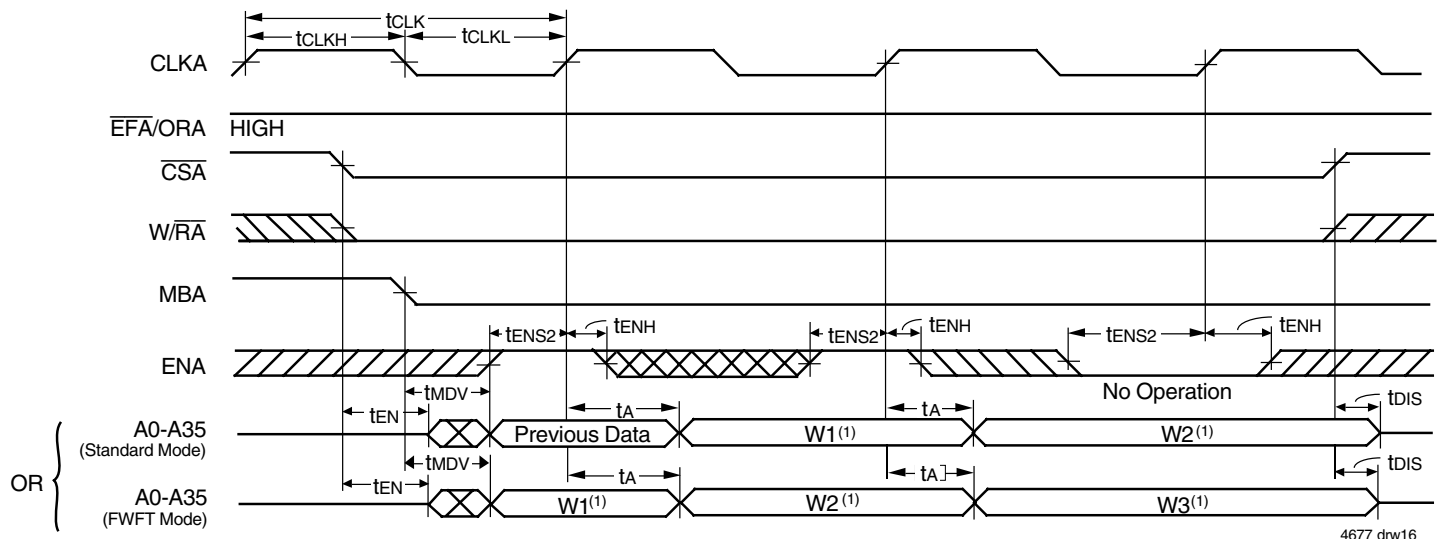 tCLK
tCLKH tCLKL
CLKA
EFA/ORA HIGH
CSA
W/RA
MBA
tENS2 tENH tENS2 tENH tENS2 tENH
ENA
No Operation
tMDV
tEN tA tA tDIS
A0-A35 Previous Data W1(1) W2(1)
(Standard Mode)
OR
tMDV
tEN tA tA tDIS
A0-A35 W1(1) W2(1) W3(1)
(FWFT Mode)
4677 drw16